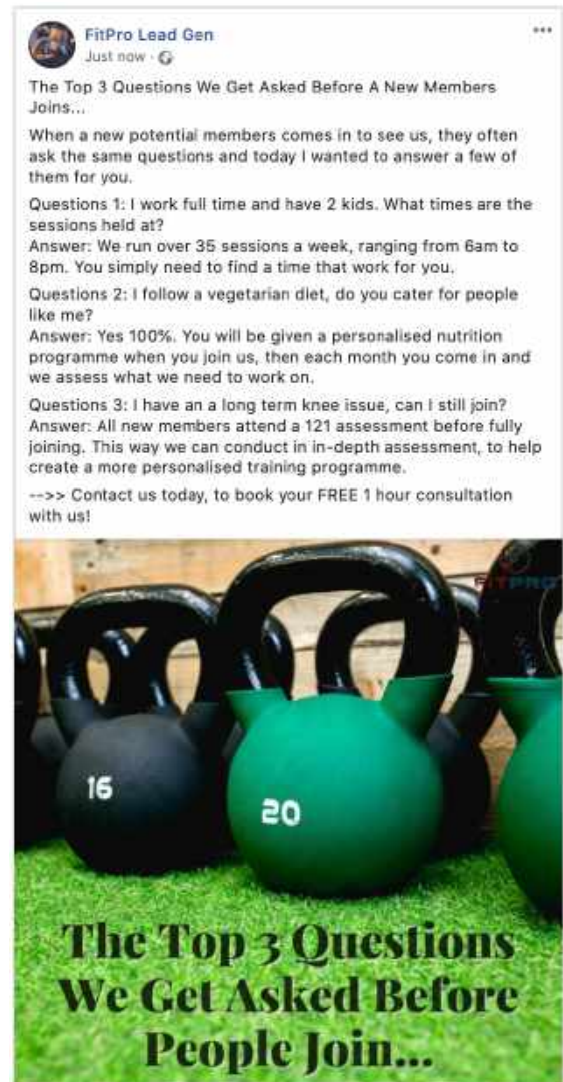 FitPro Lead Gen
Just now
The Top 3 Questions We Get Asked Before A New Members
Joins...
When a new potential members comes in to see us, they often
ask the same questions and today I wanted to answer a few of
them for you.
Questions 1: I work full time and have 2 kids. What times are the
sessions held at?
Answer: We run over 35 sessions a week, ranging from 6am to
8pm. You simply need to find a time that work for you.
Questions 2: I follow a vegetarian diet, do you cater for people
like me?
Answer: Yes 100%. You will be given a personalised nutrition
programme when you join us, then each month you come in and
we assess what we need to work on.
Questions 3: I have an a long term knee issue, can I still join?
Answer: All new members attend a 121 assessment before fully
joining. This way we can conduct in in-depth assessment, to help
create a more personalised training programme.
-->> Contact us today, to book your FREE 1 hour consultation
with us!
FITPRO
16
20
The Top 3 Questions
We Get Asked Before
People Join...